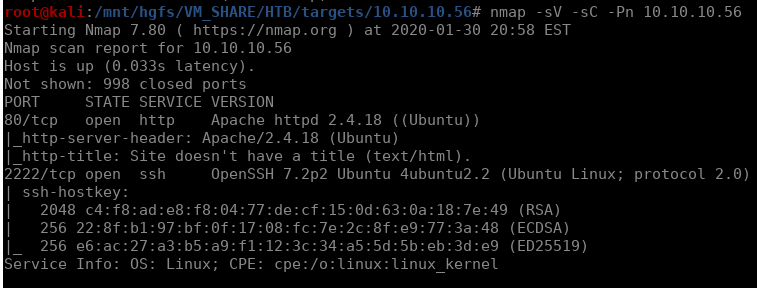 root@kali:/mnt/hgfs/VM_SHARE/HTB/targets/10.10.10.56# nmap -sV -sC -Pn 10.10.10.56
Starting Nmap 7.80 ( https://nmap.org ) at 2020-01-30 20:58 EST
Nmap scan report for 10.10.10.56
Host is up (0.033s latency).
Not shown: 998 closed ports
PORT     STATE SERVICE VERSION
80/tcp   open  http    Apache httpd 2.4.18 ((Ubuntu))
|_http-server-header: Apache/2.4.18 (Ubuntu)
|_http-title: Site doesn't have a title (text/html).
2222/tcp open  ssh     OpenSSH 7.2p2 Ubuntu 4ubuntu2.2 (Ubuntu Linux; protocol 2.0)
| ssh-hostkey:
|   2048 c4:f8:ad:e8:f8:04:77:de:cf:15:0d:63:0a:18:7e:49 (RSA)
|   256 22:8f:b1:97:bf:0f:17:08:fc:7e:2c:8f:e9:77:3a:48 (ECDSA)
|_  256 e6:ac:27:a3:b5:a9:f1:12:3c:34:a5:5d:5b:eb:3d:e9 (ED25519)
Service Info: OS: Linux; CPE: cpe:/o:linux:linux_kernel